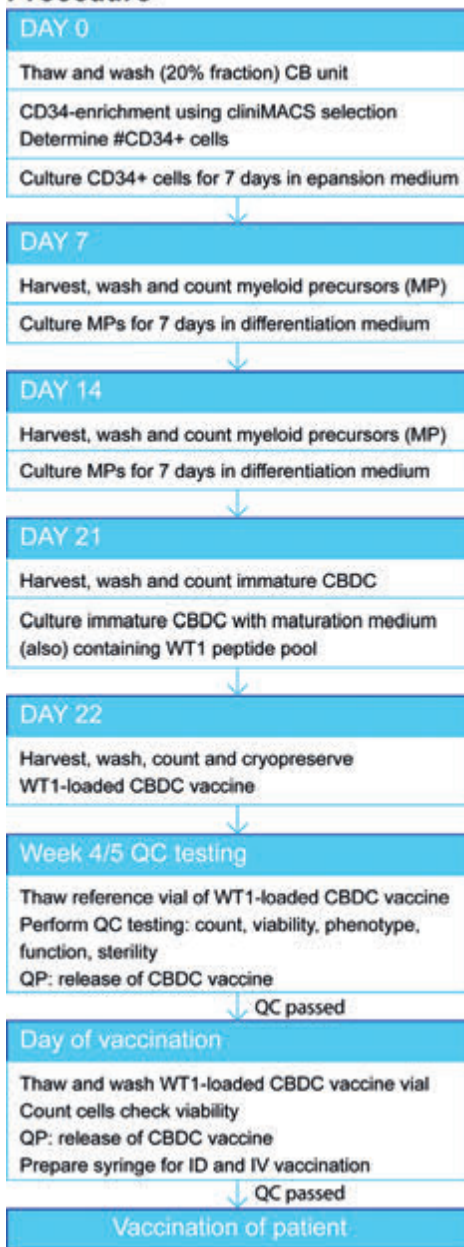 DAY 0
Thaw and wash (20% fraction) CB unit
CD34-enrichment using cliniMACS selection
Determine #CD34+ cells
Culture CD34+ cells for 7 days in epansion medium
DAY 7
Harvest, wash and count myeloid precursors (MP)
Culture MPs for 7 days in differentiation medium
DAY 14
Harvest, wash and count myeloid precursors (MP)
Culture MPs for 7 days in differentiation medium
DAY 21
Harvest, wash and count immature CBDC
Culture immature CBDC with maturation medium
(also) containing WT1 peptide pool
DAY 22
Harvest, wash, count and cryopreserve
WT1-loaded CBDC vaccine
Week 4/5 QC testing
Thaw reference vial of WT1-loaded CBDC vaccine
Perform QC testing: count, viability, phenotype,
function, sterility
QP: release of CBDC vaccine
QC passed
Day of vaccination
Thaw and wash WT1-loaded CBDC vaccine vial
Count cells check viability
QP: release of CBDC vaccine
Prepare syringe for ID and IV vaccination
QC passed
Vaccination of patient